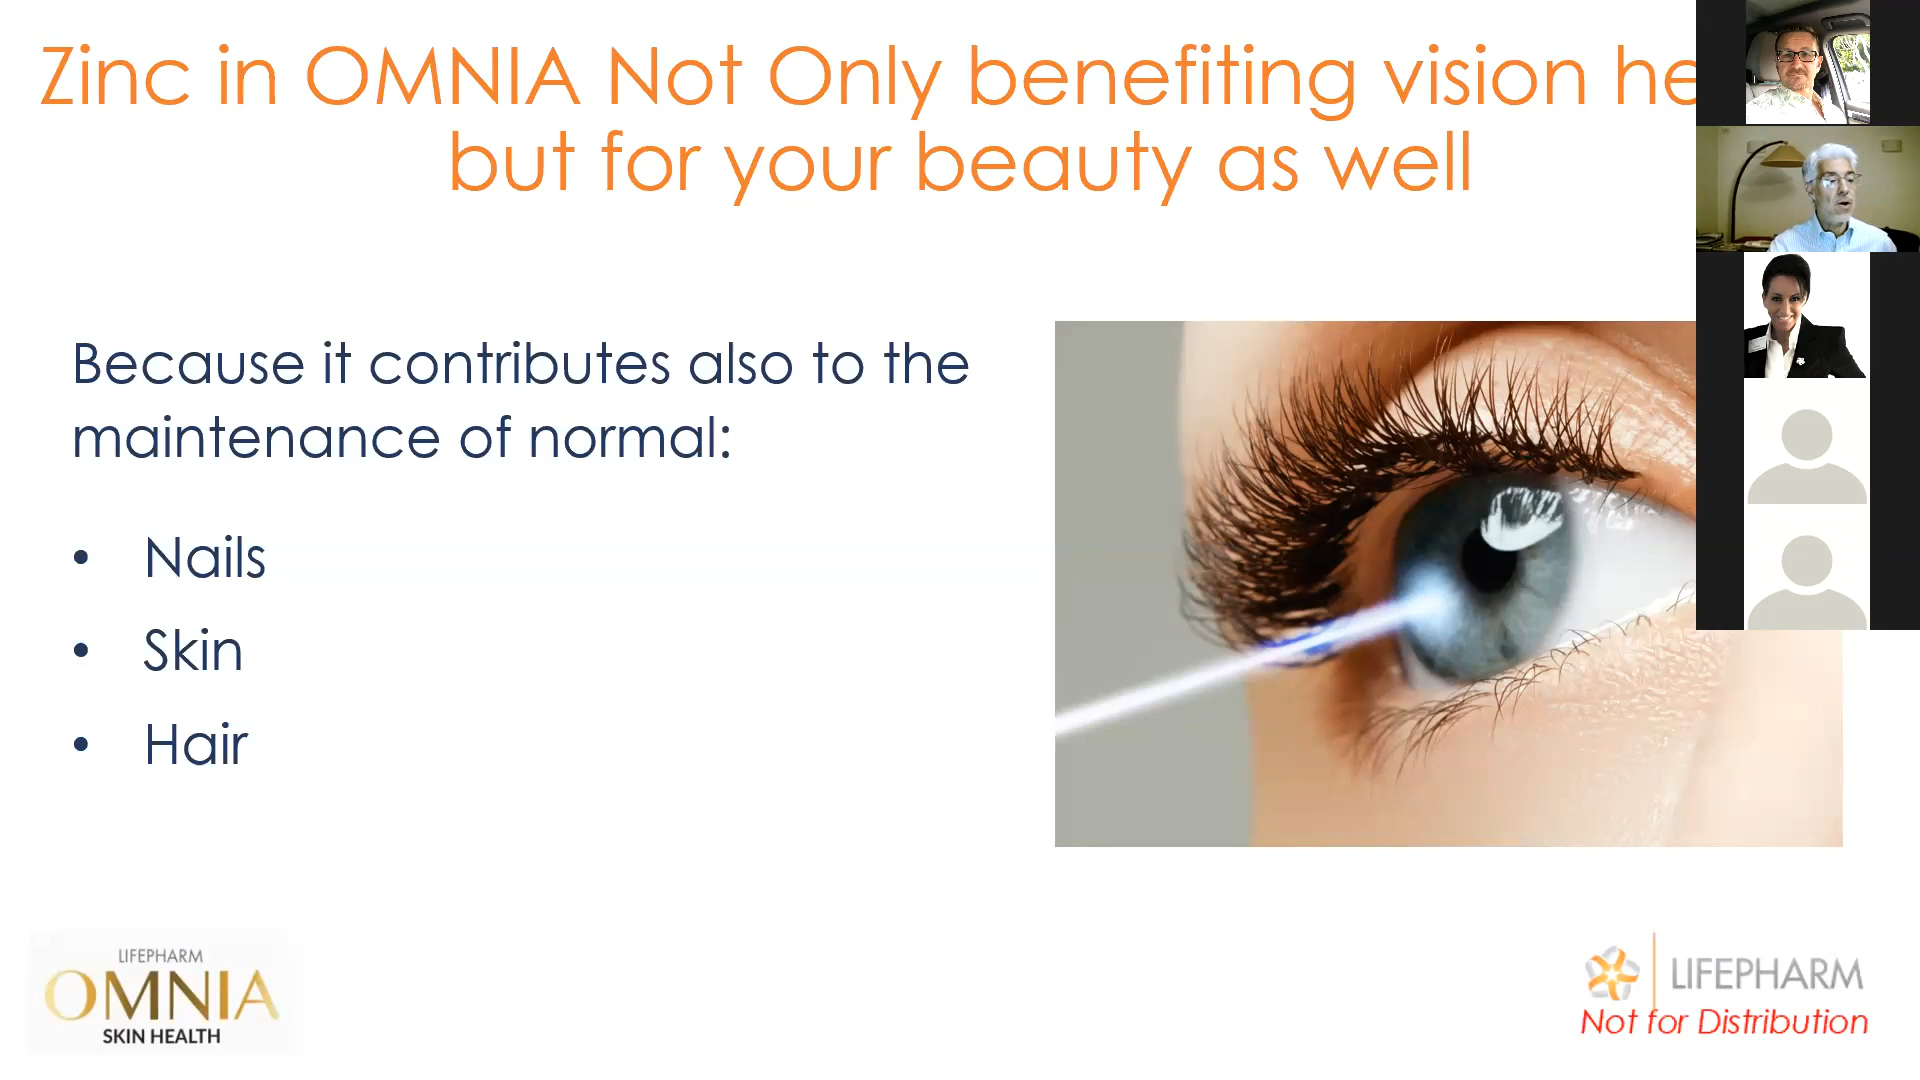 Zinc in OMNIA Not Only benefiting vision he
but for your beauty as well
Because it contributes also to the
maintenance of normal:
• Nails
• Skin
• Hair
LIFEPHARM
OMNIA
SKIN HEALTH
LIFEPHARM
Not for Distribution